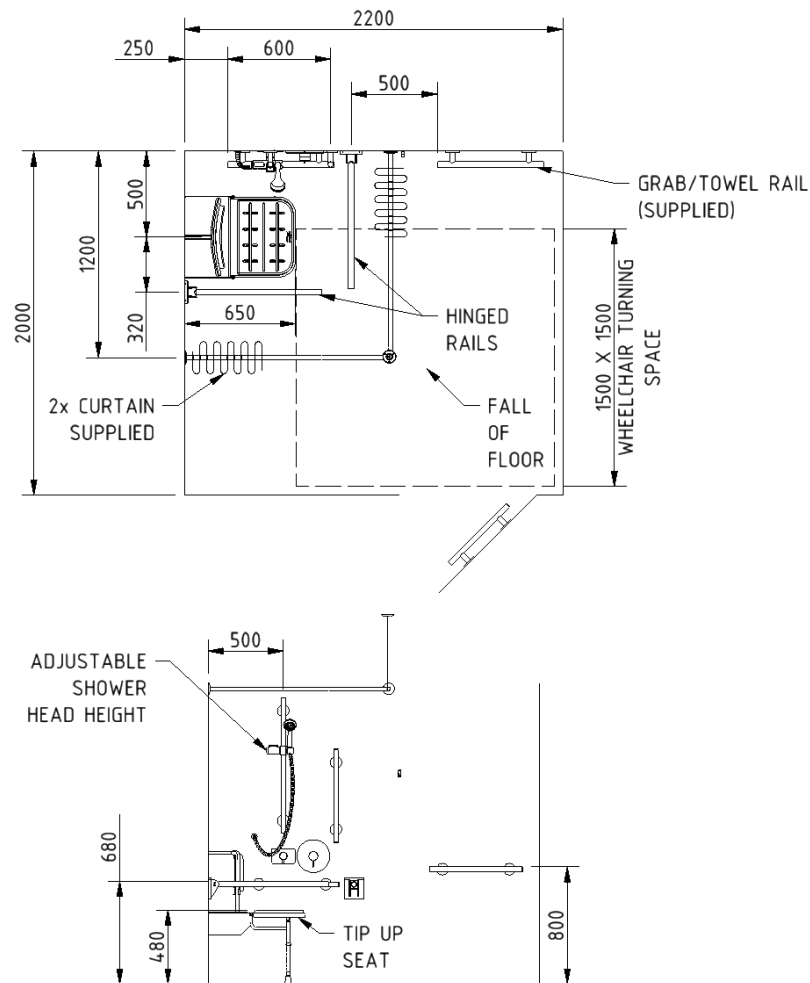 2200
250
600
500
500
1200
2000
320
650
GRAB/TOWEL RAIL
(SUPPLIED)
HINGED
RAILS
1500 X 1500
WHEELCHAIR TURNING
SPACE
2x CURTAIN
SUPPLIED
FALL
OF
FLOOR
500
ADJUSTABLE
SHOWER
HEAD HEIGHT
680
480
TIP UP
SEAT
800